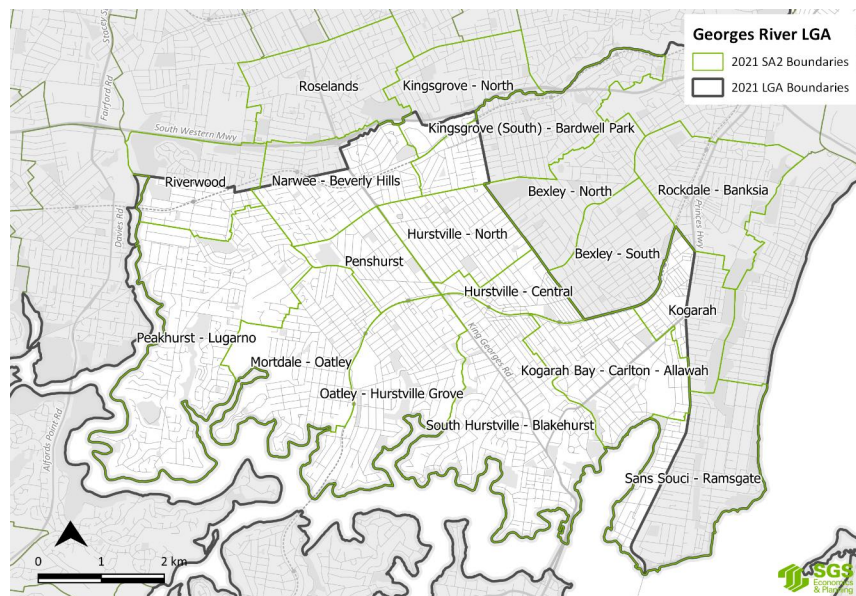 Georges River LGA
2021 SA2 Boundaries
2021 LGA Boundaries
Stacey St
Fairford Rd
Roselands
Kingsgrove - North
South Western Mwy
Kingsgrove (South) - Bardwell Park
Riverwood
Narwee - Beverly Hills
Bexley - North
Rockdale - Banksia
Davies Rd
Princes Hwy
Hurstville - North
Penshurst
Bexley - South
Hurstville - Central
Kogarah
Peakhurst - Lugarno
King Georges Rd
Mortdale - Oatley
Kogarah Bay - Carlton - Allawah
Oatley - Hurstville Grove
Alfords Point Rd
South Hurstville - Blakehurst
Sans Souci - Ramsgate
0 1 2 km
SGS
Economics
& Planning